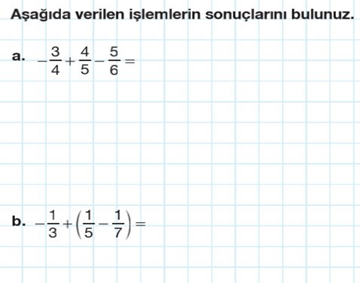 Aşağıda verilen işlemlerin sonuçlarını bulunuz.
a. -3/4 + 4/5 - 5/6 =
b. -1/3 + (1/5 - 1/7) =